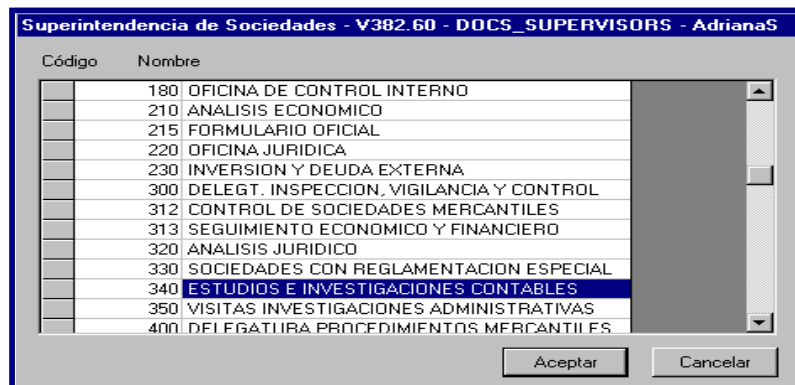 Superintendencia de Sociedades - V382.60 - DOCS_SUPERVISORS - AdrianaS
Código Nombre
180 OFICINA DE CONTROL INTERNO
210 ANALISIS ECONOMICO
215 FORMULARIO OFICIAL
220 OFICINA JURIDICA
230 INVERSION Y DEUDA EXTERNA
300 DELEGT. INSPECCION, VIGILANCIA Y CONTROL
312 CONTROL DE SOCIEDADES MERCANTILES
313 SEGUIMIENTO ECONOMICO Y FINANCIERO
320 ANALISIS JURIDICO
330 SOCIEDADES CON REGLAMENTACION ESPECIAL
340 ESTUDIOS E INVESTIGACIONES CONTABLES
350 VISITAS INVESTIGACIONES ADMINISTRATIVAS
400 DELEGATURA PROCEDIMIENTOS MERCANTILES
Aceptar Cancelar